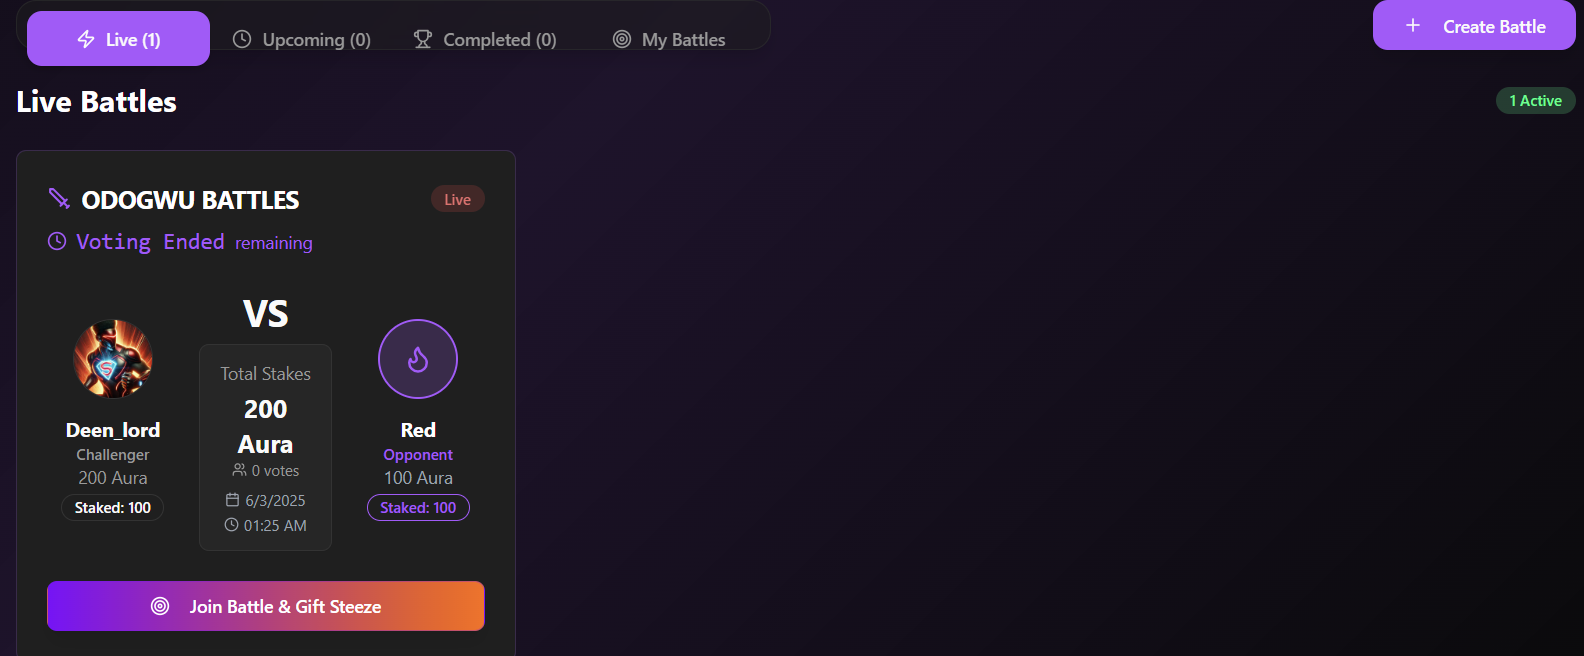 Live (1) Upcoming (0) Completed (0) My Battles Create Battle
Live Battles 1 Active
ODOGWU BATTLES Live
Voting Ended remaining
VS
Total Stakes
200
Aura
0 votes
6/3/2025
01:25 AM
S
Deen_lord
Challenger
200 Aura
Staked: 100
Red
Opponent
100 Aura
Staked: 100
Join Battle & Gift Steeze